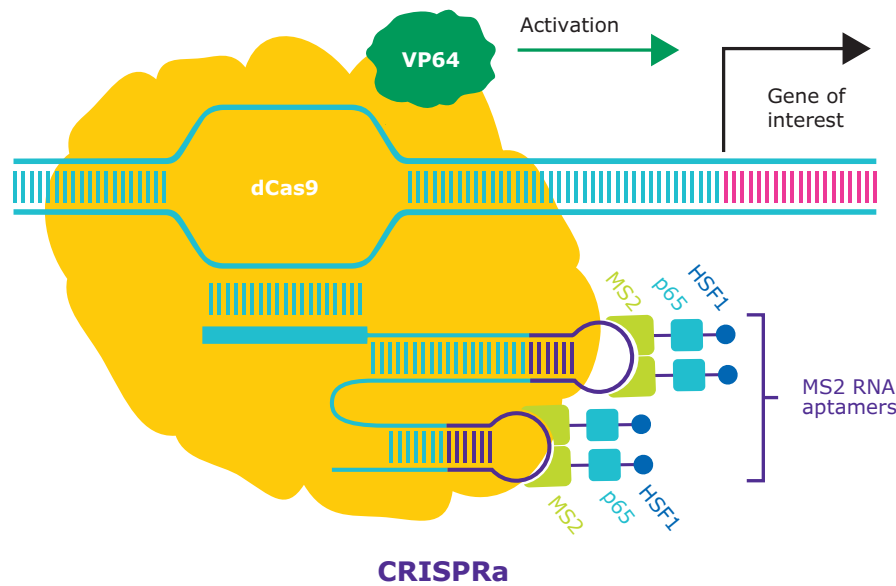 Activation
VP64
Gene of
interest
dCas9
MS2
p65
HSF1
MS2 RNA
aptamers
MS2
p65
HSF1
CRISPRa